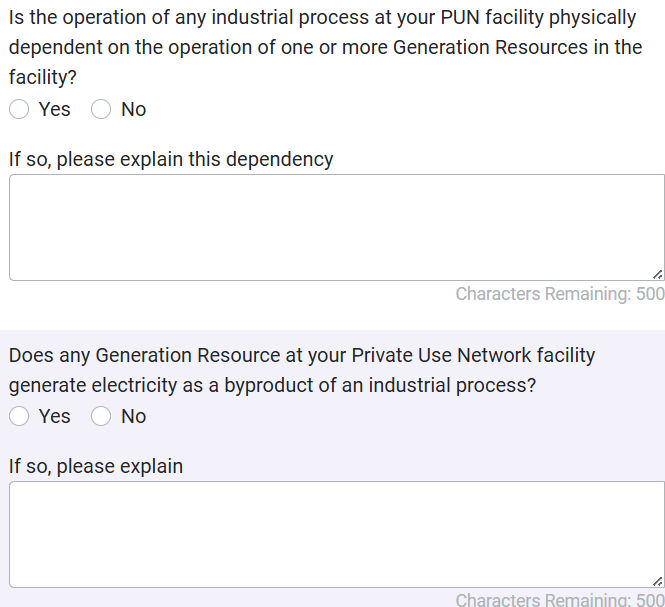 Is the operation of any industrial process at your PUN facility physically
dependent on the operation of one or more Generation Resources in the
facility?
Yes No
If so, please explain this dependency
Characters Remaining: 500
Does any Generation Resource at your Private Use Network facility
generate electricity as a byproduct of an industrial process?
Yes No
If so, please explain
Characters Remaining: 500